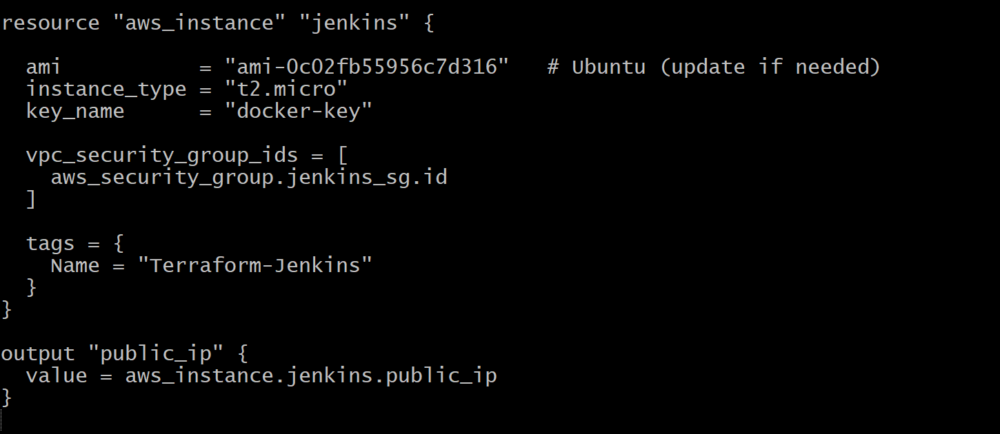 resource "aws_instance" "jenkins" {
  ami           = "ami-0c02fb55956c7d316"   # Ubuntu (update if needed)
  instance_type = "t2.micro"
  key_name      = "docker-key"
  vpc_security_group_ids = [
    aws_security_group.jenkins_sg.id
  ]
  tags = {
    Name = "Terraform-Jenkins"
  }
}
output "public_ip" {
  value = aws_instance.jenkins.public_ip
}